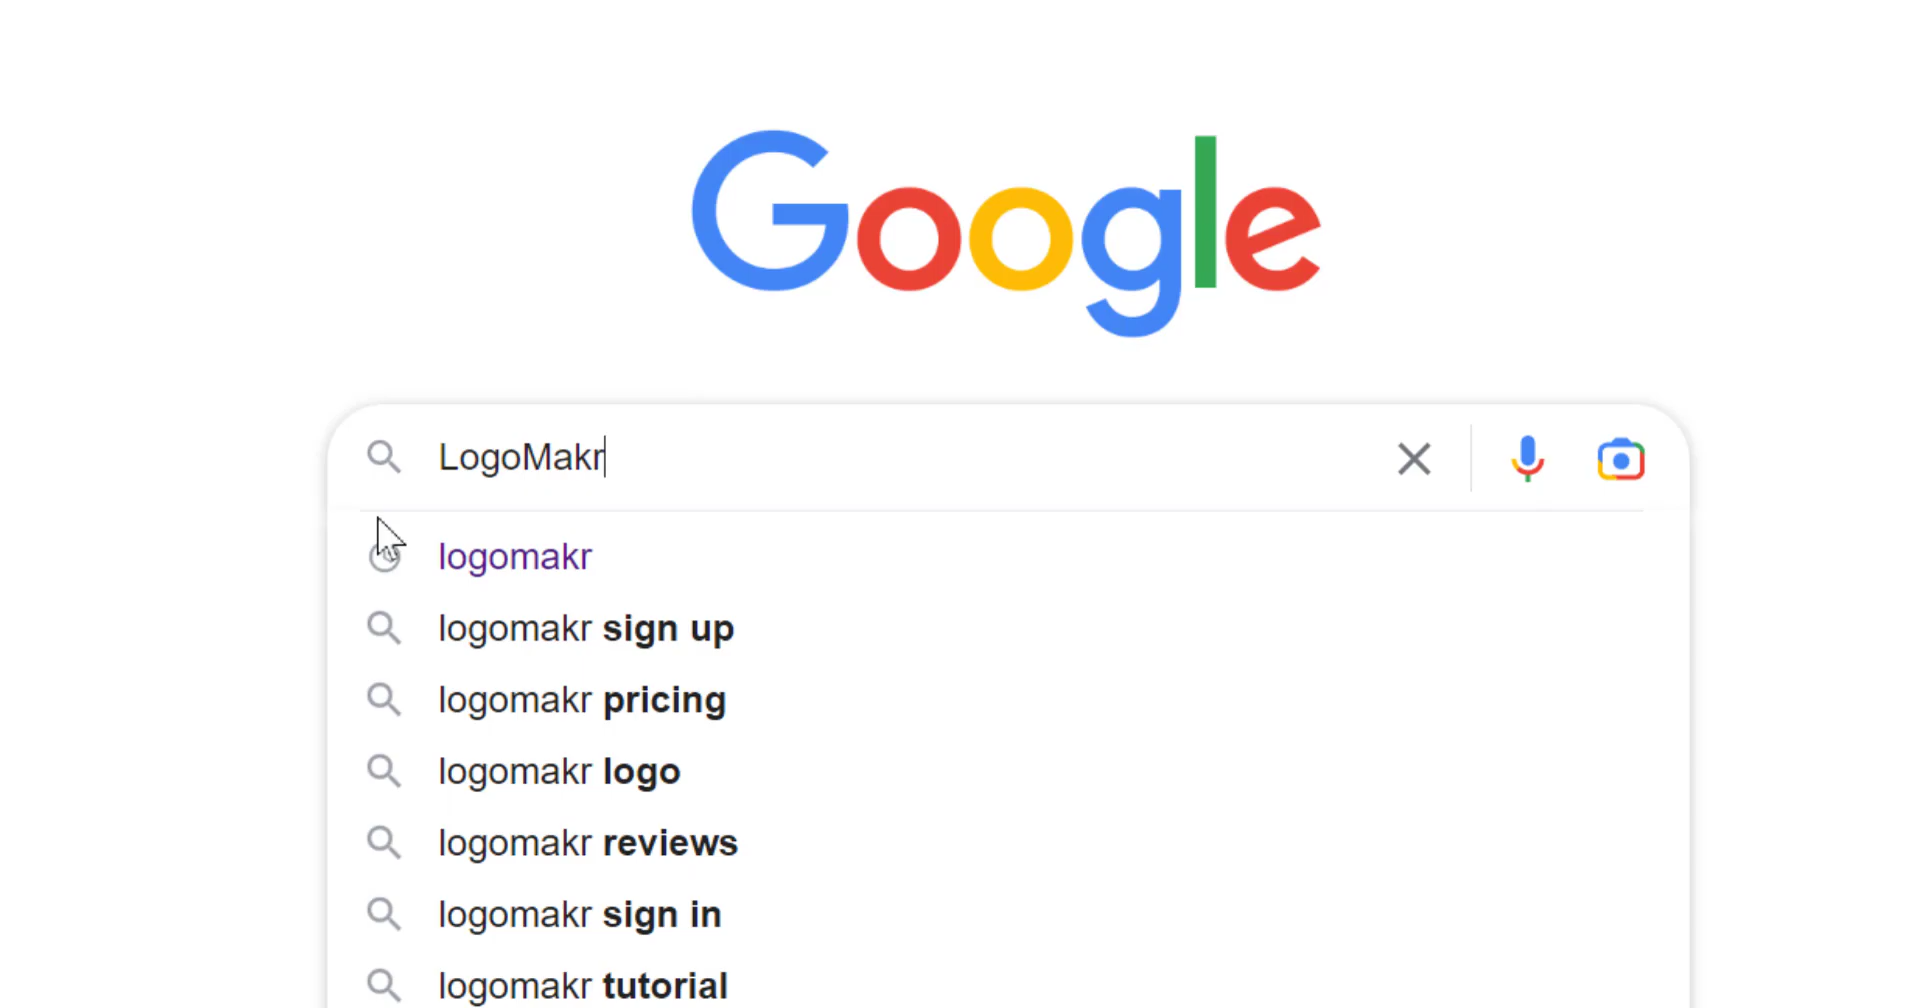 Google
LogoMakr
logomakr
logomakr sign up
logomakr pricing
logomakr logo
logomakr reviews
logomakr sign in
logomakr tutorial